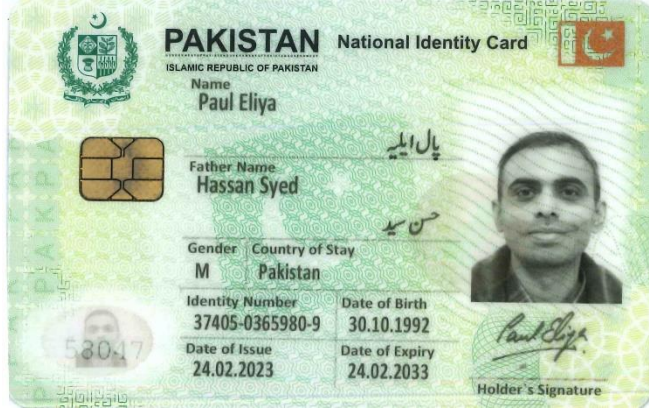 PAKISTAN National Identity Card
ISLAMIC REPUBLIC OF PAKISTAN
Name
Paul Eliya
پال ایلیہ
Father Name
Hassan Syed
حسن سید
Gender Country of Stay
M Pakistan
Identity Number Date of Birth
37405-0365980-9 30.10.1992
Date of Issue Date of Expiry
24.02.2023 24.02.2033
58047
Paul Eliya
Holder's Signature